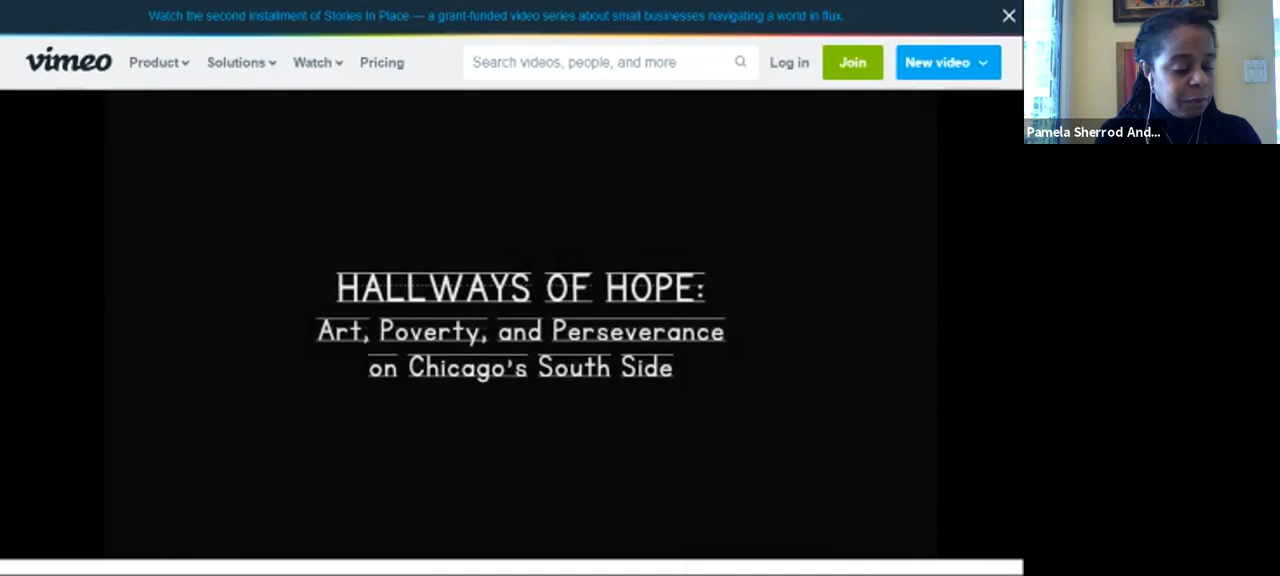 Watch the second installment of Stories in Place — a grant-funded video series about small businesses navigating a world in flux.
vimeo Product Solutions Watch Pricing Search videos, people, and more Log in Join New video
Pamela Sherrod And...
HALLWAYS OF HOPE:
Art, Poverty, and Perseverance
on Chicago's South Side